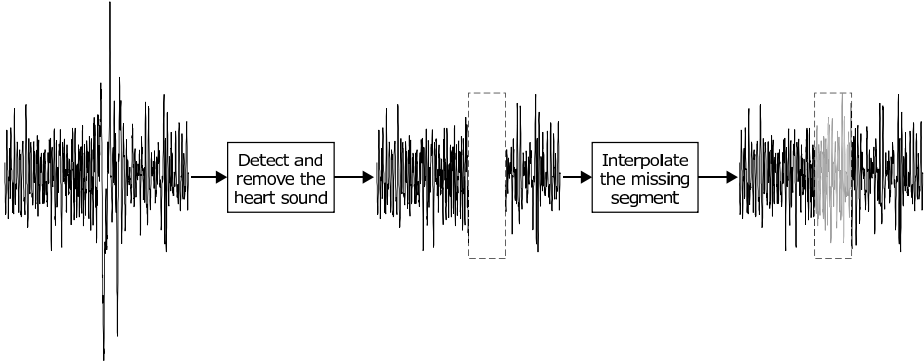 Detect and
remove the
heart sound
Interpolate
the missing
segment